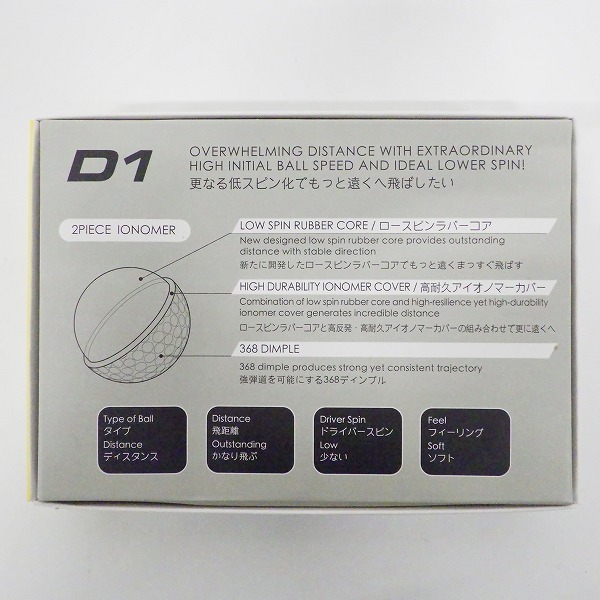 D1
OVERWHELMING DISTANCE WITH EXTRAORDINARY
HIGH INITIAL BALL SPEED AND IDEAL LOWER SPIN!
更なる低スピン化でもっと遠くへ飛ばしたい
2PIECE IONOMER
LOW SPIN RUBBER CORE / ロースピンラバーコア
New designed low spin rubber core provides outstanding
distance with stable direction
新たに開発したロースピンラバーコアでもっと遠くまっすぐ飛ばす
HIGH DURABILITY IONOMER COVER / 高耐久アイオノマーカバー
Combination of low spin rubber core and high-resilience yet high-durability
ionomer cover generates incredible distance
ロースピンラバーコアと高反発・高耐久アイオノマーカバーの組み合わせで更に遠くへ
368 DIMPLE
368 dimple produces strong yet consistent trajectory
強弾道を可能にする368ディンプル
Type of Ball
タイプ
Distance
ディスタンス
Distance
飛距離
Outstanding
かなり飛ぶ
Driver Spin
ドライバースピン
Low
少ない
Feel
フィーリング
Soft
ソフト